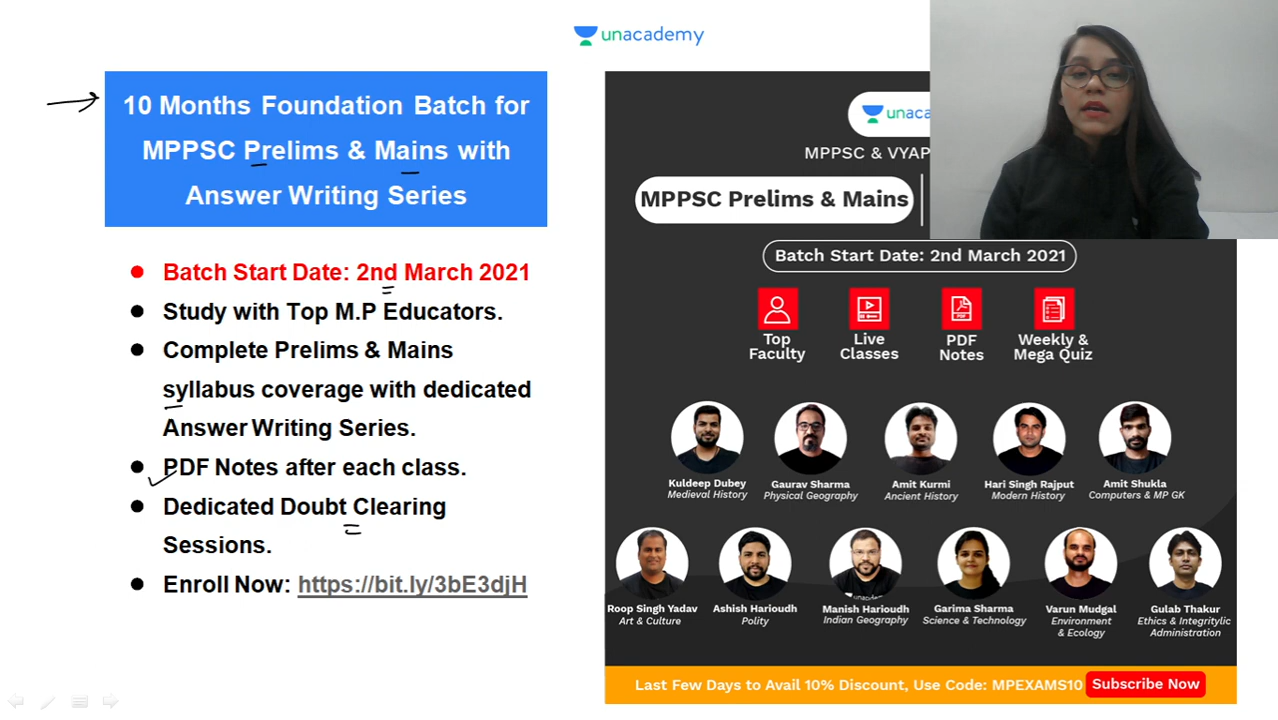 unacademy
10 Months Foundation Batch for
MPPSC Prelims & Mains with
Answer Writing Series
Batch Start Date: 2nd March 2021
Study with Top M.P Educators.
Complete Prelims & Mains
syllabus coverage with dedicated
Answer Writing Series.
PDF Notes after each class.
Dedicated Doubt Clearing
Sessions.
Enroll Now: https://bit.ly/3bE3djH
unaca
MPPSC & VYAP
MPPSC Prelims & Mains
Batch Start Date: 2nd March 2021
Top
Faculty
Live
Classes
PDF
PDF
Notes
Weekly &
Mega Quiz
Kuldeep Dubey
Medieval History
Gaurav Sharma
Physical Geography
Amit Kurmi
Ancient History
Hari Singh Rajput
Modern History
Amit Shukla
Computers & MP GK
Roop Singh Yadav
Art & Culture
Ashish Harioudh
Polity
unacademy
Manish Harioudh
Indian Geography
Garima Sharma
Science & Technology
Varun Mudgal
Environment
& Ecology
Gulab Thakur
Ethics & Integritylic
Administration
Last Few Days to Avail 10% Discount, Use Code: MPEXAMS10
Subscribe Now